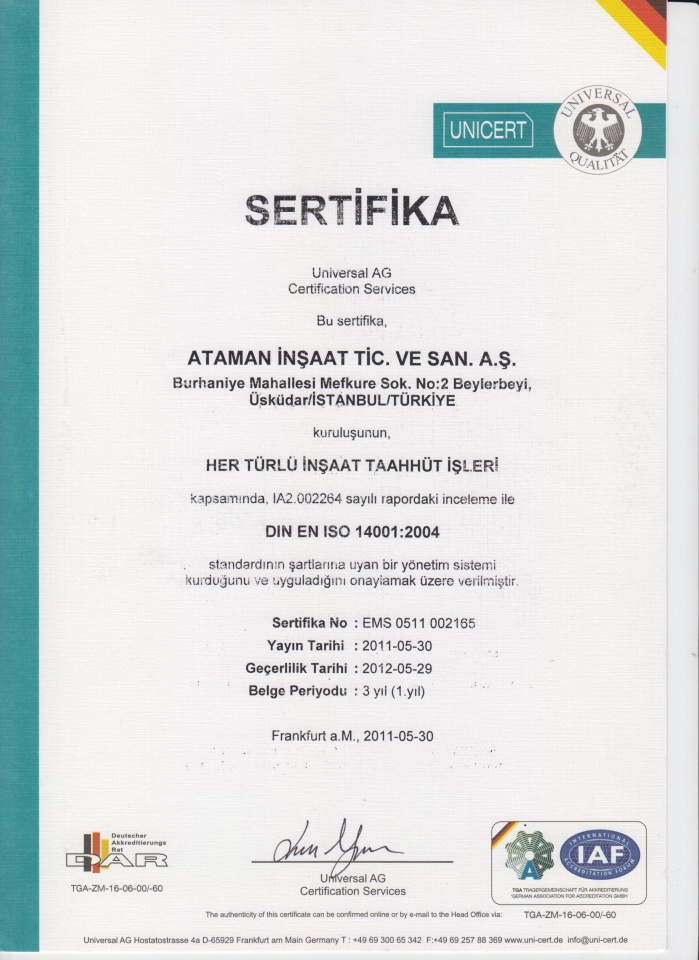 UNICERT
UNIVERSAL
QUALITÄT
SERTİFİKA
Universal AG
Certification Services
Bu sertifika,
ATAMAN İNŞAAT TİC. VE SAN. A.Ş.
Burhaniye Mahallesi Mefkure Sok. No:2 Beylerbeyi,
Üsküdar/İSTANBUL/TÜRKİYE
kuruluşunun,
HER TÜRLÜ İNŞAAT TAAHHÜT İŞLERİ
kapsamında, IA2.002264 sayılı rapordaki inceleme ile
DIN EN ISO 14001:2004
standardının şartlarına uyan bir yönetim sistemi
kurduğunu ve uyguladığını onaylamak üzere verilmiştir.
Sertifika No : EMS 0511 002165
Yayın Tarihi : 2011-05-30
Geçerlilik Tarihi : 2012-05-29
Belge Periyodu : 3 yıl (1.yıl)
Frankfurt a.M., 2011-05-30
Deutscher
Akkreditierungs
Rat
DAR
TGA-ZM-16-06-00/-60
Universal AG
Certification Services
INTERNATIONAL
IAF
ACCREDITATION FORUM
T
A
TGA TRÄGERGEMEINSCHAFT FÜR AKKREDITIERUNG
"GERMAN ASSOCIATION FOR ACCREDITATION GMBH
The authenticity of this certificate can be confirmed online or by e-mail to the Head Office via:
TGA-ZM-16-06-00/-60
Universal AG Hostatostrasse 4a D-65929 Frankfurt am Main Germany T : +49 69 300 65 342 F:+49 69 257 88 369 www.uni-cert.de info@uni-cert.de